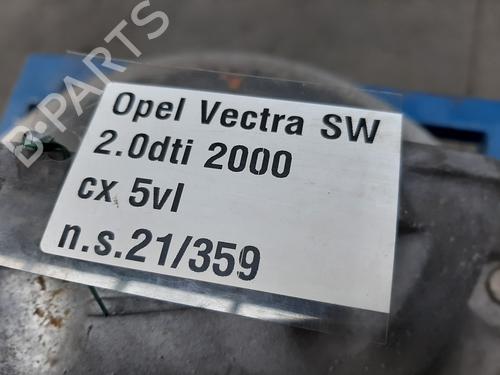 B-PARTS
Opel Vectra SW
2.0dti 2000
cx 5vl
n.s.21/359